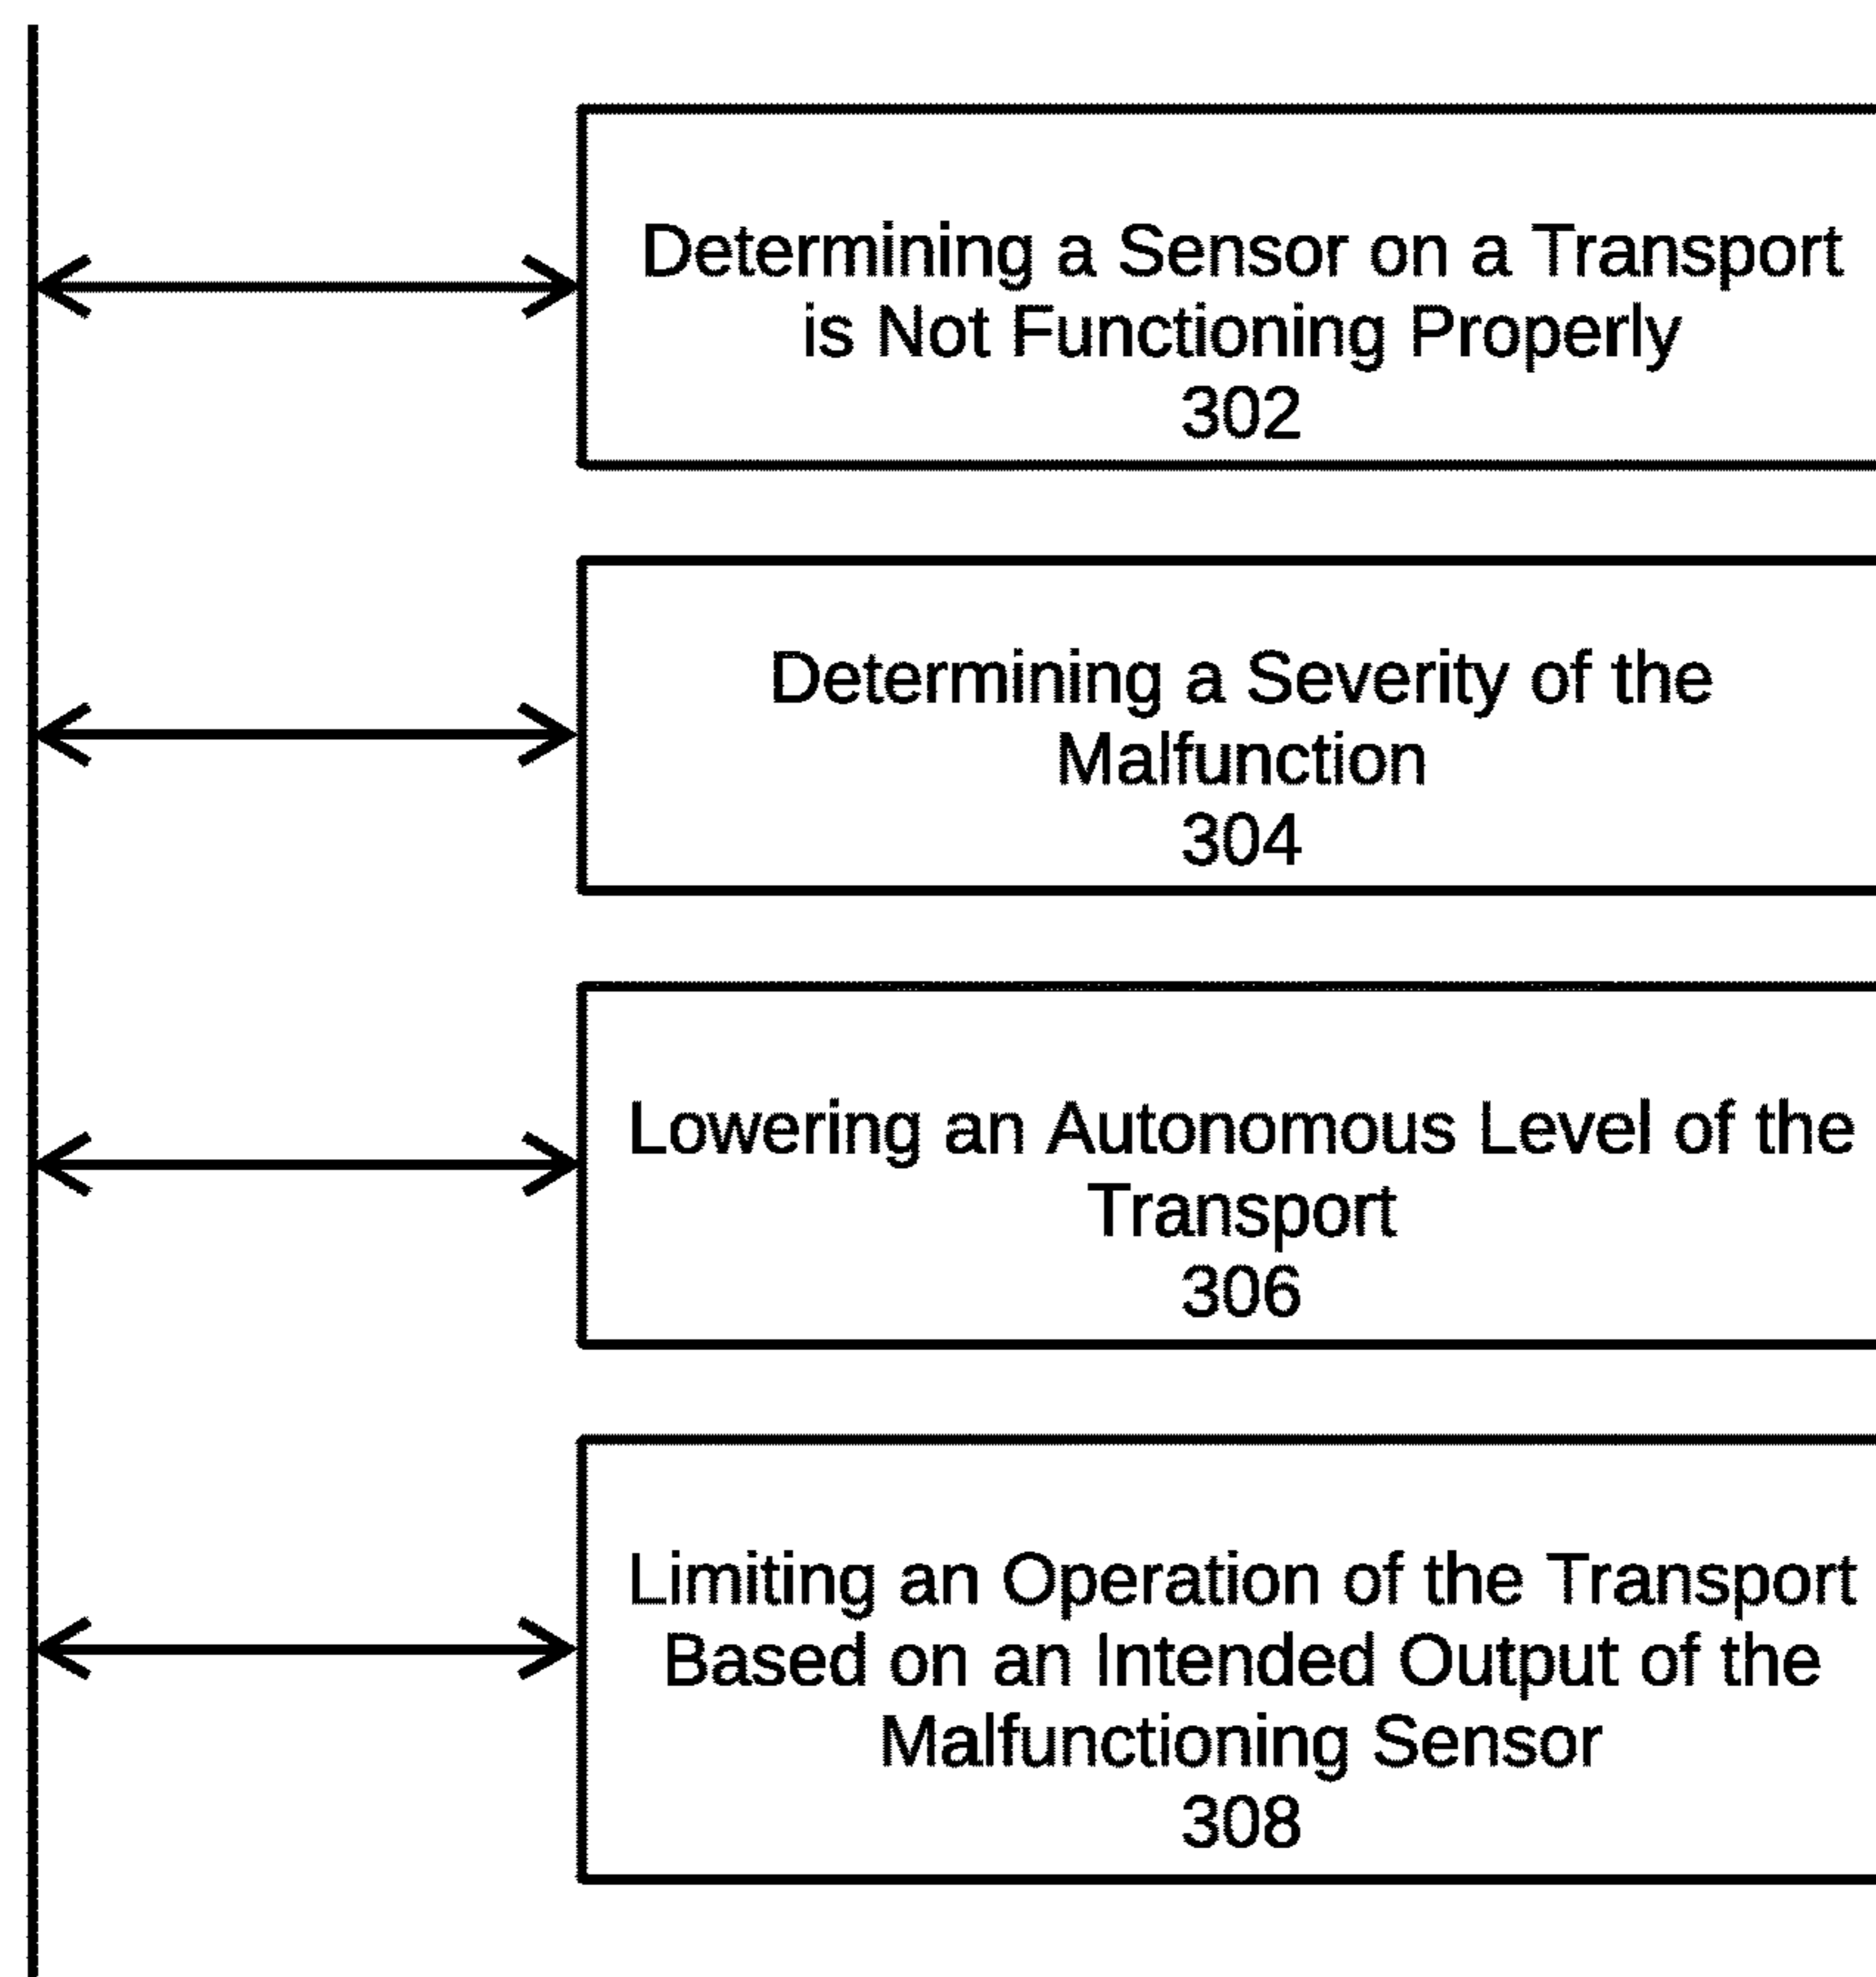 Determining a Sensor on a Transport
is Not Functioning Properly
302
Determining a Severity of the
Malfunction
304
Lowering an Autonomous Level of the
Transport
306
Limiting an Operation of the Transport
Based on an Intended Output of the
Malfunctioning Sensor
308